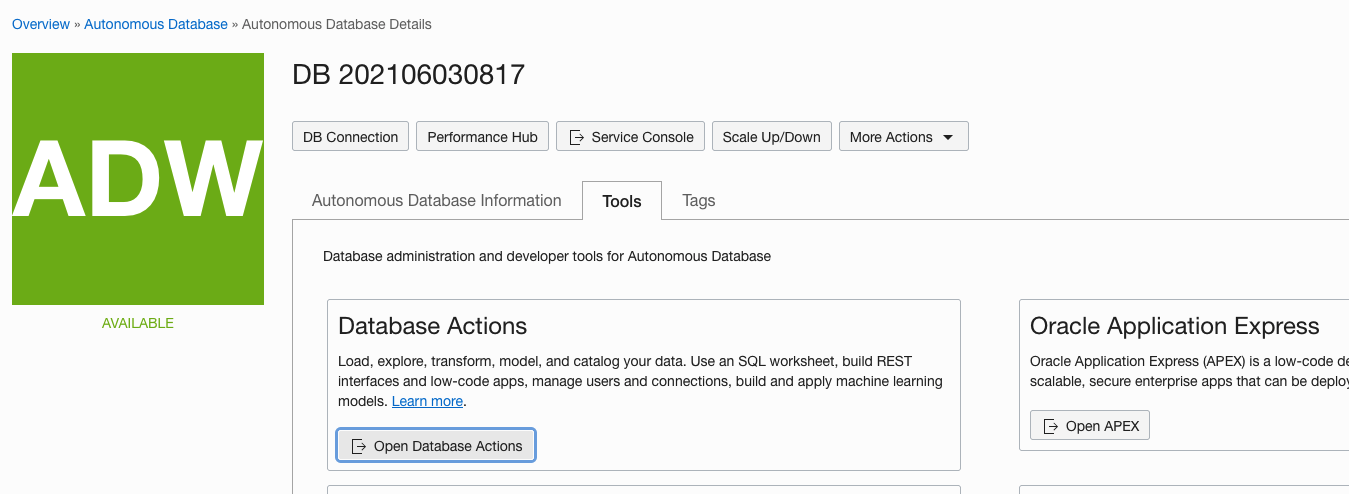 Overview » Autonomous Database » Autonomous Database Details
ADW
AVAILABLE
DB 202106030817
DB Connection
Performance Hub
Service Console
Scale Up/Down
More Actions
Autonomous Database Information
Tools
Tags
Database administration and developer tools for Autonomous Database
Database Actions
Load, explore, transform, model, and catalog your data. Use an SQL worksheet, build REST
interfaces and low-code apps, manage users and connections, build and apply machine learning
models. Learn more.
Open Database Actions
Oracle Application Express
Oracle Application Express (APEX) is a low-code
scalable, secure enterprise apps that can be
Open APEX